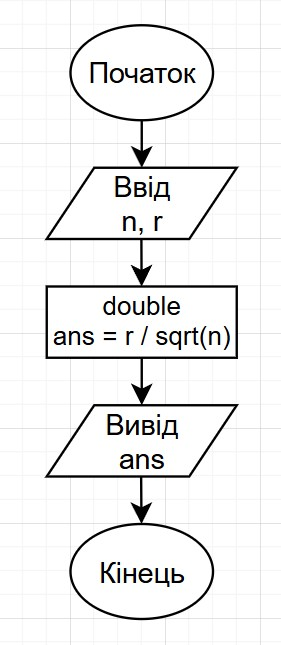 Початок
Ввід
n, r
double
ans = r / sqrt(n)
Вивід
ans
Кінець